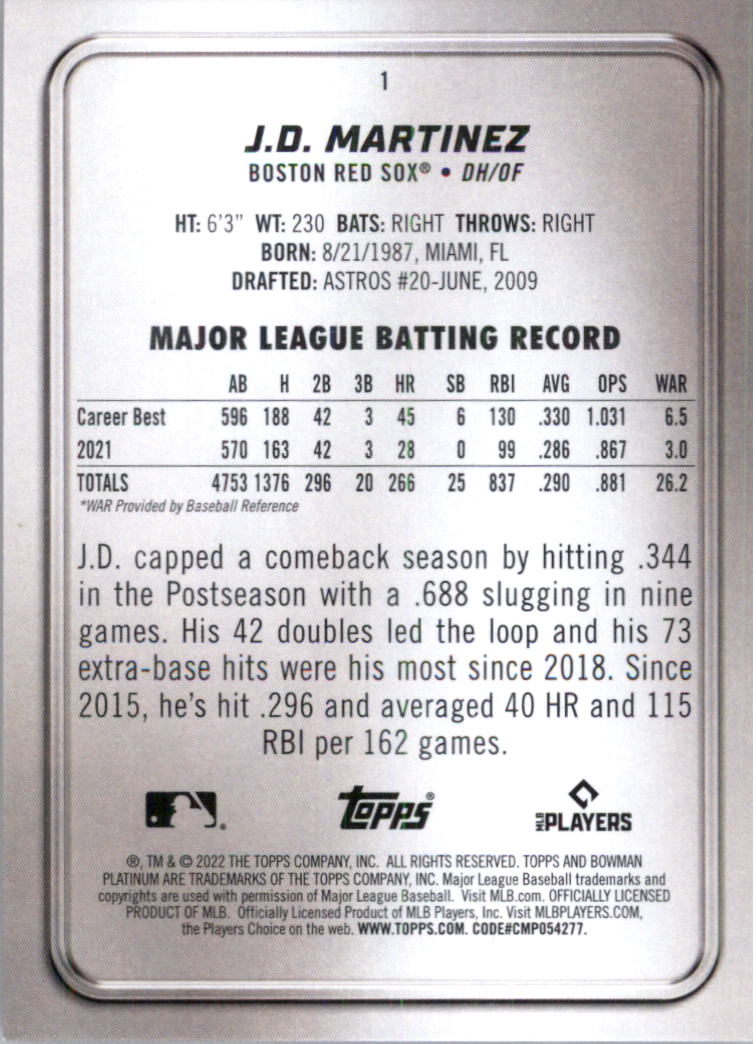 1
J.D. MARTINEZ
BOSTON RED SOX® • DH/OF
HT: 6'3" WT: 230 BATS: RIGHT THROWS: RIGHT
BORN: 8/21/1987, MIAMI, FL
DRAFTED: ASTROS #20-JUNE, 2009
MAJOR LEAGUE BATTING RECORD
AB H 2B 3B HR SB RBI AVG OPS WAR
Career Best 596 188 42 3 45 6 130 .330 1.031 6.5
2021 570 163 42 3 28 0 99 .286 .867 3.0
TOTALS 4753 1376 296 20 266 25 837 .290 .881 26.2
*WAR Provided by Baseball Reference
J.D. capped a comeback season by hitting .344
in the Postseason with a .688 slugging in nine
games. His 42 doubles led the loop and his 73
extra-base hits were his most since 2018. Since
2015, he's hit .296 and averaged 40 HR and 115
RBI per 162 games.
® topps® MLB PLAYERS
®, TM & © 2022 THE TOPPS COMPANY, INC. ALL RIGHTS RESERVED. TOPPS AND BOWMAN
PLATINUM ARE TRADEMARKS OF THE TOPPS COMPANY, INC. Major League Baseball trademarks and
copyrights are used with permission of Major League Baseball. Visit MLB.com. OFFICIALLY LICENSED
PRODUCT OF MLB. Officially Licensed Product of MLB Players, Inc. Visit MLBPLAYERS.COM,
the Players Choice on the web. WWW.TOPPS.COM. CODE#CMP054277.